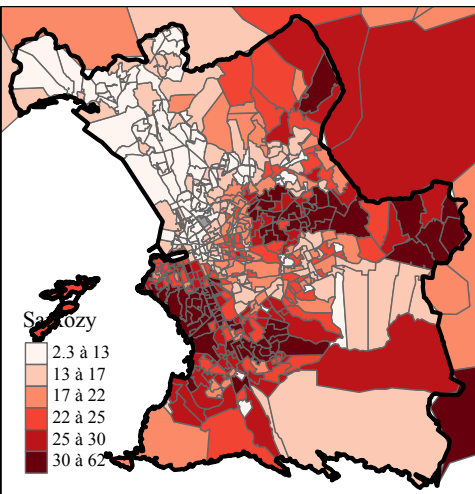 Sarkozy
2.3 à 13
13 à 17
17 à 22
22 à 25
25 à 30
30 à 62